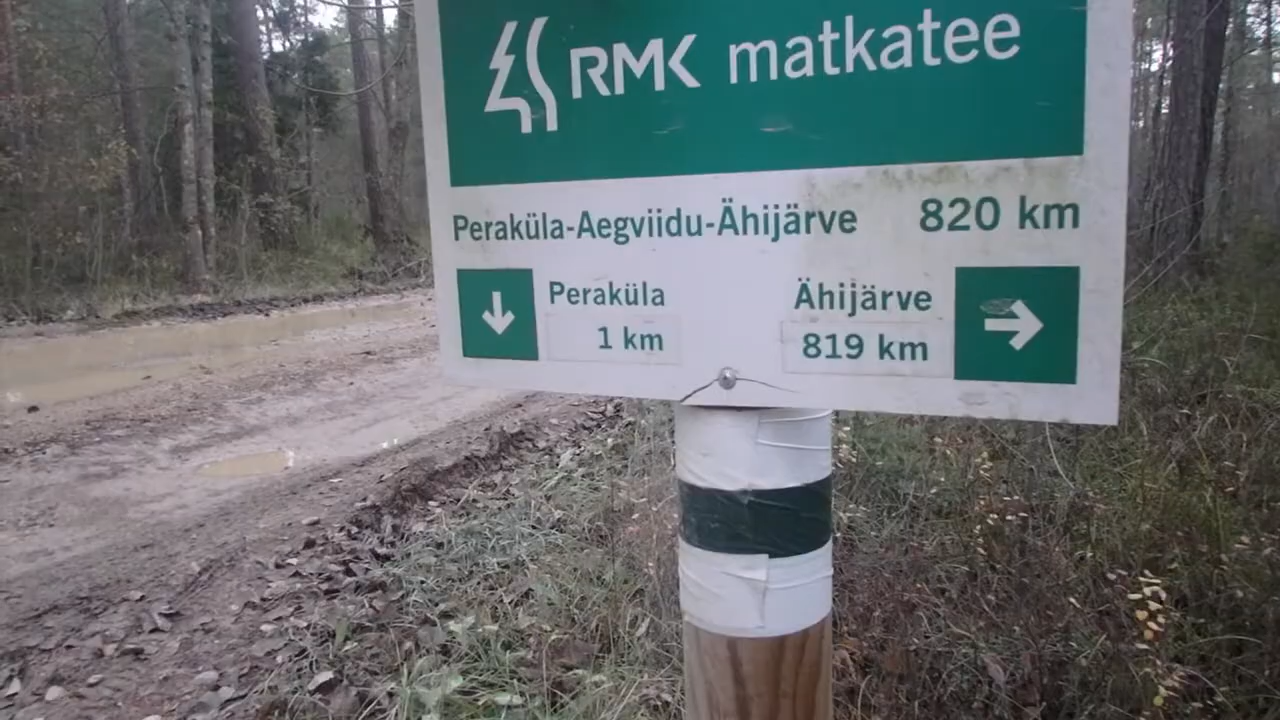 RMK matkatee
Peraküla-Aegviidu-Ähijärve 820 km
Peraküla Ähijärve
1 km 819 km